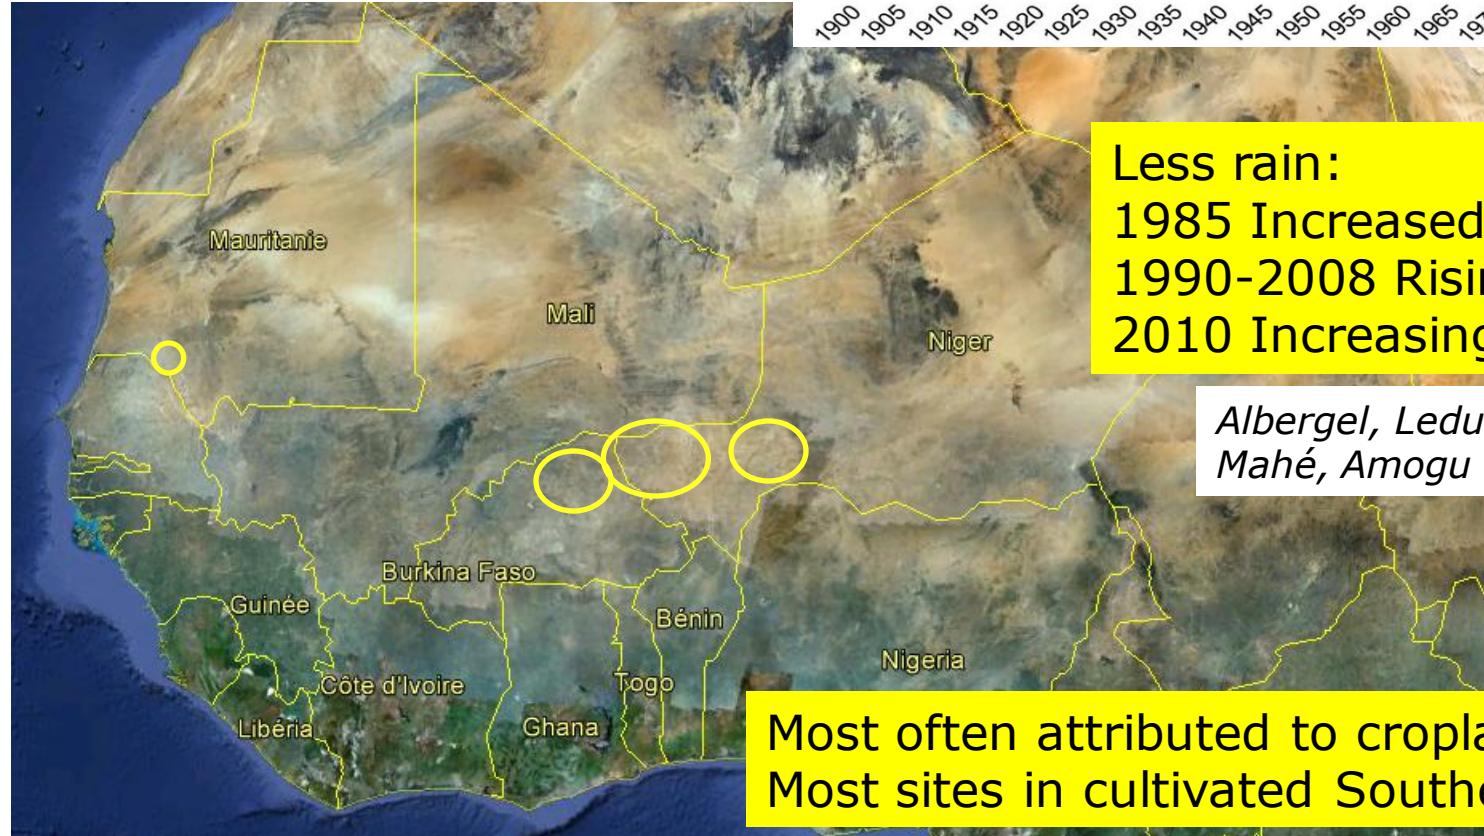 1900 1905 1910 1915 1920 1925 1930 1935 1940 1945 1950 1955 1960 1965
Less rain:
1985 Increased
1990-2008
2010 Increasing
Mauritanie
Mali
Niger
Albergel,
Mahé, Amogu
Burkina Faso
Guinée
Bénin
Nigeria
Côte d'Ivoire
Togo
Libéria
Ghana
Most often attributed to
Most sites in cultivated